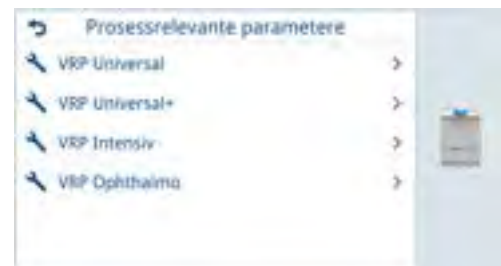 Prosessrelevante parametere
VRP Universal
VRP Universal+
VRP Intensiv
VRP Ophthalmo